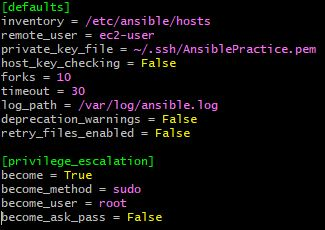 [defaults]
inventory = /etc/ansible/hosts
remote_user = ec2-user
private_key_file = ~/.ssh/AnsiblePractice.pem
host_key_checking = False
forks = 10
timeout = 30
log_path = /var/log/ansible.log
deprecation_warnings = False
retry_files_enabled = False
[privilege_escalation]
become = True
become_method = sudo
become_user = root
become_ask_pass = False